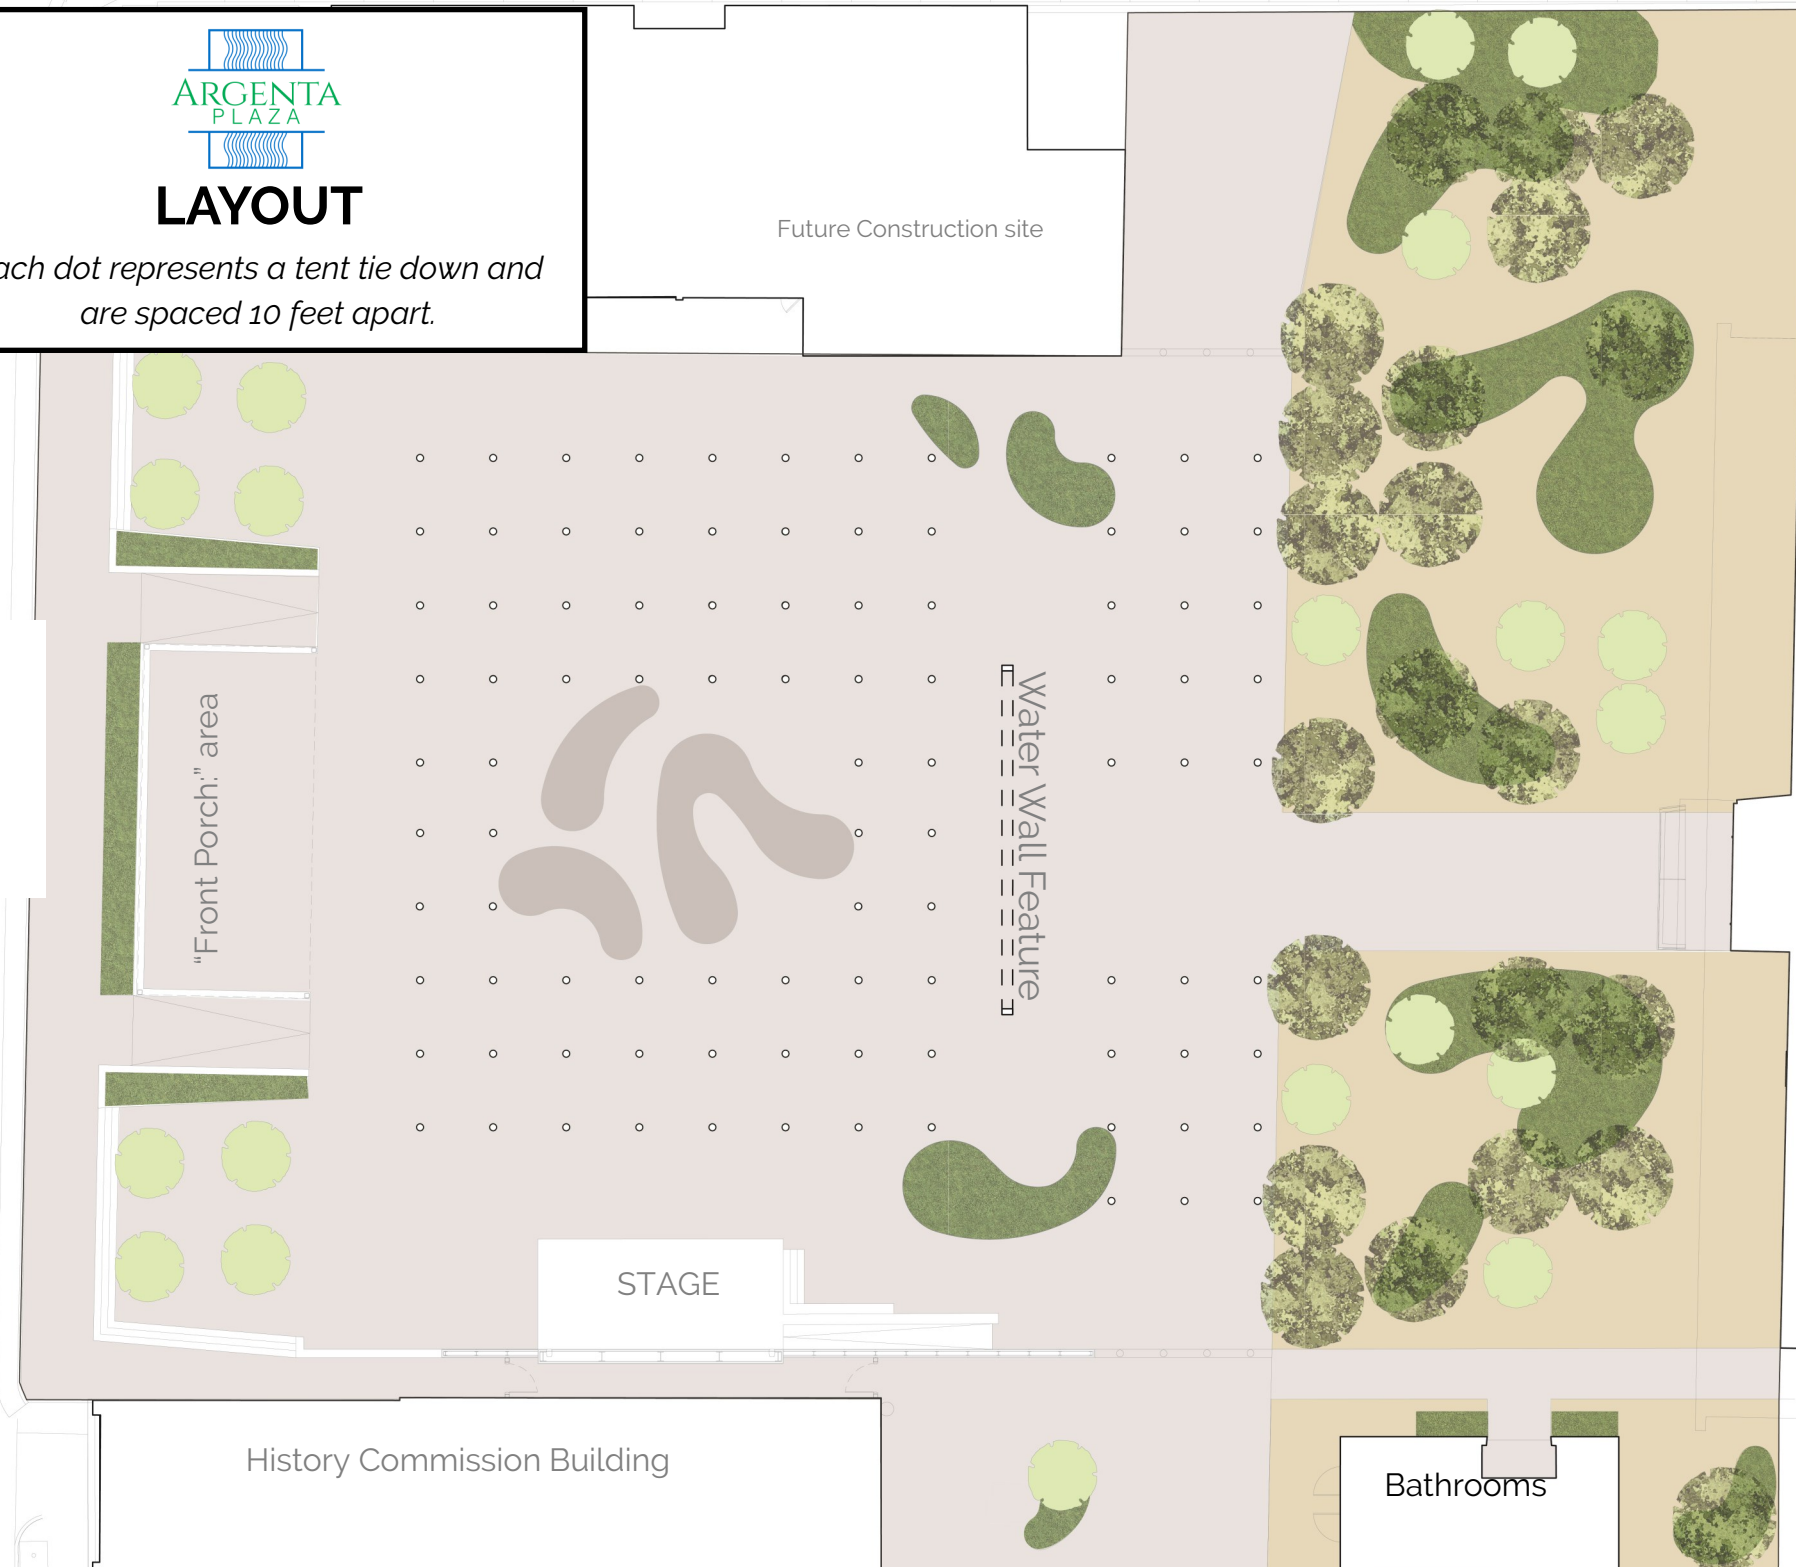 ARGENTA
PLAZA
LAYOUT
ach dot represents a tent tie down and
are spaced 10 feet apart.
Future Construction site
“Front Porch:” area
Water Wall Feature
STAGE
History Commission Building
Bathrooms